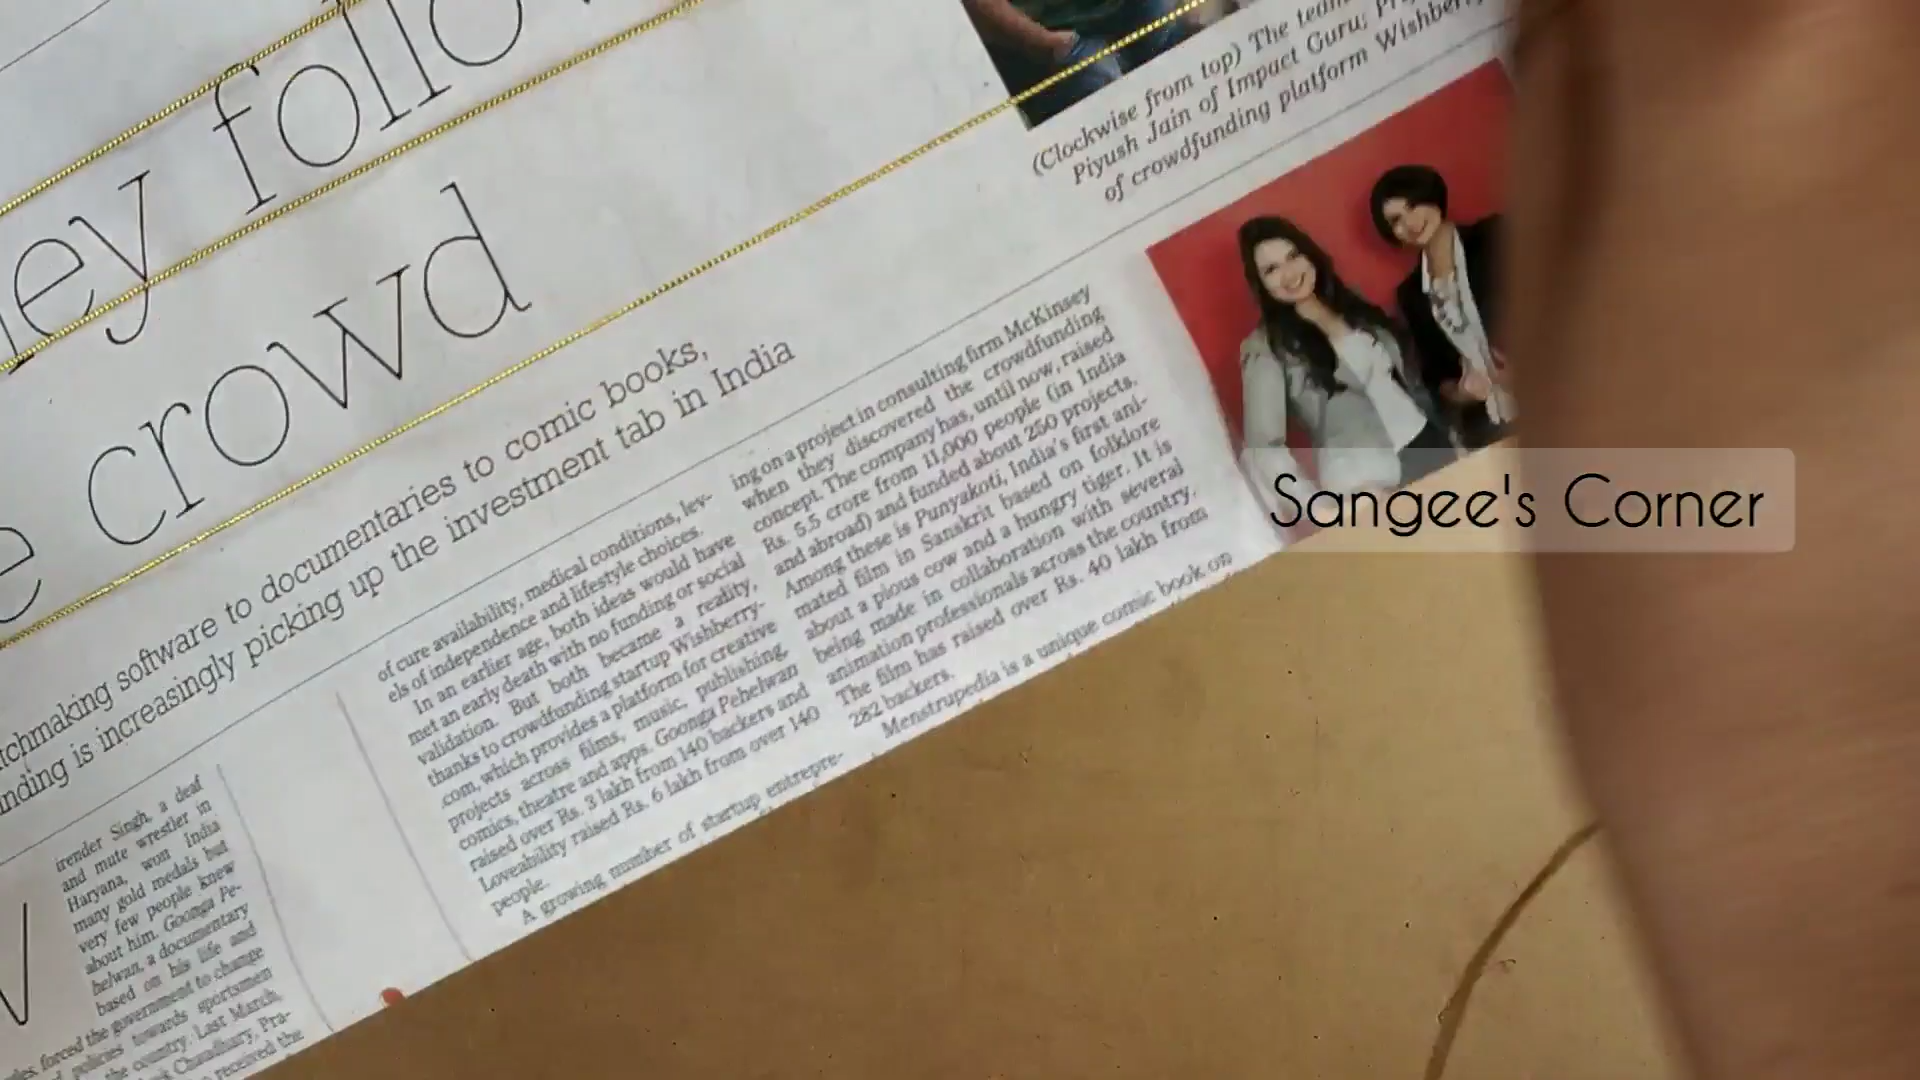 ey follo
e crowd
tchmaking software to documentaries to comic books,
nding is increasingly picking up the investment tab in India
(Clockwise from top) The team
Piyush Jain of Impact Guru;
of crowdfunding platform Wishberry
irender Singh, a deaf
and mute wrestler in
Haryana, won India
many gold medals but
very few people knew
about him. Goonga Pe-
helwan, a documentary
based on his life and
forced the government to change
policies towards sportsmen
the country. Last March,
Chaudhary, Pra-
received the
of cure availability, medical conditions, lev-
els of independence and lifestyle choices.
In an earlier age, both ideas would have
met an early death with no funding or social
validation. But both became a reality,
thanks to crowdfunding startup Wishberry-
.com, which provides a platform for creative
projects across films, music, publishing,
comics, theatre and apps. Goonga Pehelwan
raised over Rs. 3 lakh from 140 backers and
Loveability raised Rs. 6 lakh from over 140
people.
A growing number of startup entrepre-
ing on a project in consulting firm McKinsey
when they discovered the crowdfunding
concept. The company has, until now, raised
Rs. 5.5 crore from 11,000 people (in India
and abroad) and funded about 250 projects.
Among these is Punyakoti, India's first ani-
mated film in Sanskrit based on folklore
about a pious cow and a hungry tiger. It is
being made in collaboration with several
animation professionals across the country.
The film has raised over Rs. 40 lakh from
282 backers.
Menstrupedia is a unique comic book on
Sangee's Corner